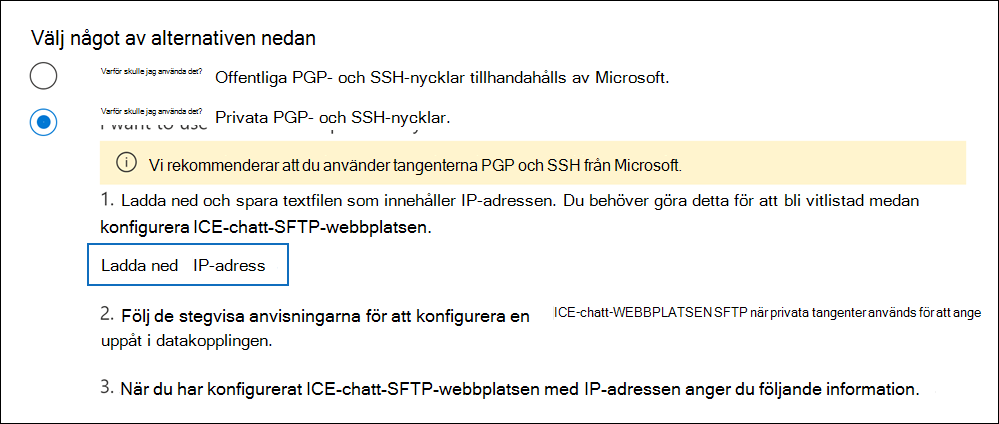 Välj något av alternativen nedan
Varför skulle jag använda det? Offentliga PGP- och SSH-nycklar tillhandahålls av Microsoft.
Varför skulle jag använda det? Privata PGP- och SSH-nycklar.
I want to use
Vi rekommenderar att du använder tangenterna PGP och SSH från Microsoft.
1. Ladda ned och spara textfilen som innehåller IP-adressen. Du behöver göra detta för att bli vitlistad medan
konfigurera ICE-chatt-SFTP-webbplatsen.
Ladda ned IP-adress
2. Följ de stegvisa anvisningarna för att konfigurera en ICE-chatt-WEBBPLATSEN SFTP när privata tangenter används för att ange
uppåt i datakopplingen.
3. När du har konfigurerat ICE-chatt-SFTP-webbplatsen med IP-adressen anger du följande information.